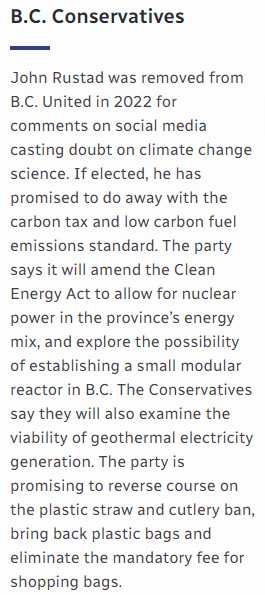 B.C. Conservatives
John Rustad was removed from
B.C. United in 2022 for
comments on social media
casting doubt on climate change
science. If elected, he has
promised to do away with the
carbon tax and low carbon fuel
emissions standard. The party
says it will amend the Clean
Energy Act to allow for nuclear
power in the province’s energy
mix, and explore the possibility
of establishing a small modular
reactor in B.C. The Conservatives
say they will also examine the
viability of geothermal electricity
generation. The party is
promising to reverse course on
the plastic straw and cutlery ban,
bring back plastic bags and
eliminate the mandatory fee for
shopping bags.